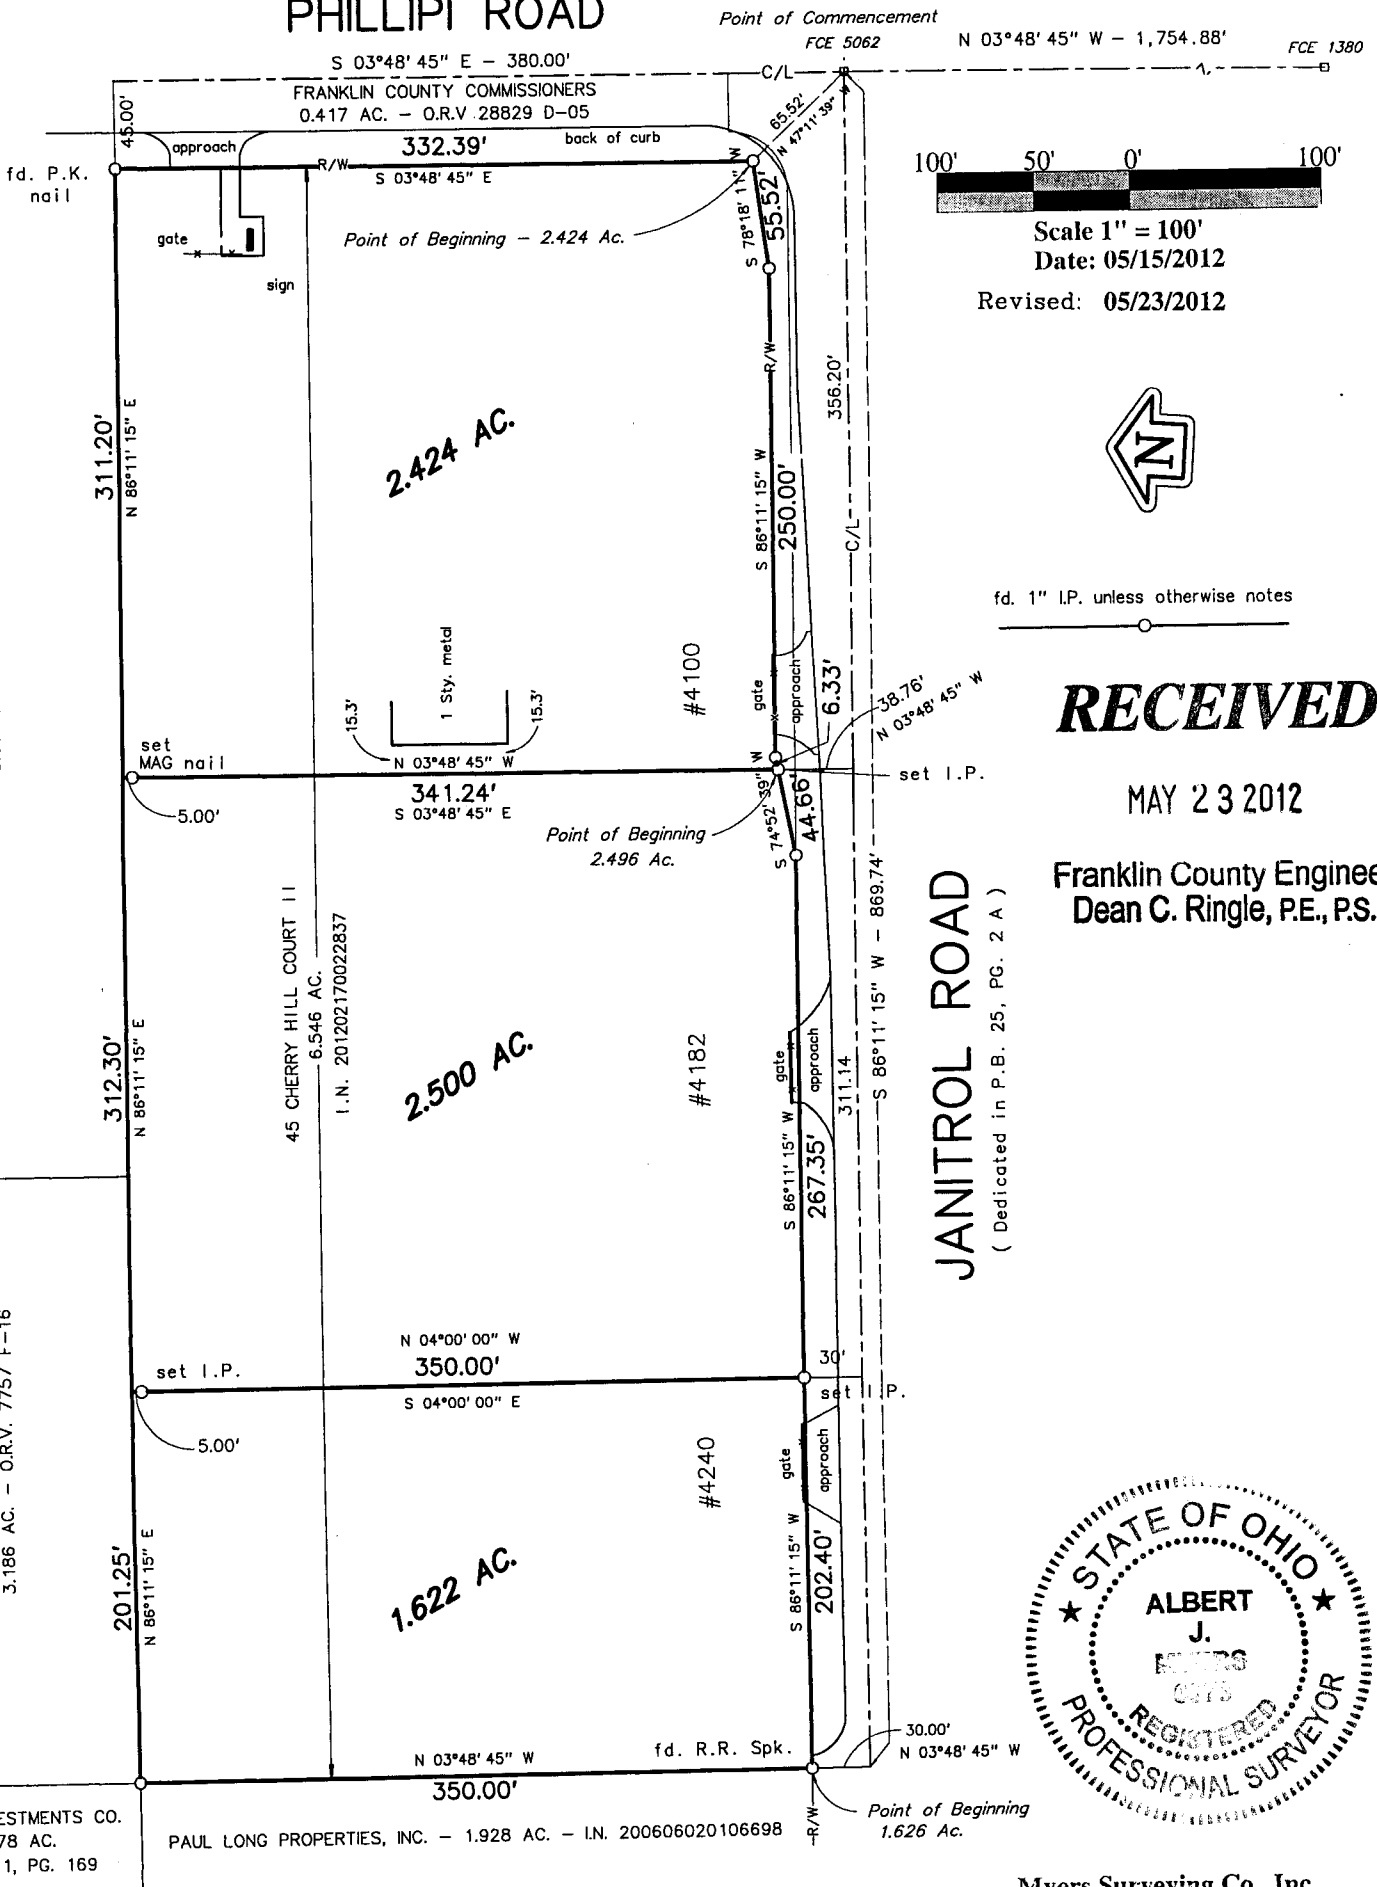 PHILLIPI ROAD
Point of Commencement
FCE 5062
N 03°48'45" W – 1,754.88'
FCE 1380
S 03°48'45" E – 380.00'
C/L
FRANKLIN COUNTY COMMISSIONERS
0.417 AC. – O.R.V 28829 D-05
45.00'
65.52'
N 47°11'39" W
approach
332.39'
back of curb
R/W
S 03°48'45" E
fd. P.K.
nail
gate
sign
Point of Beginning – 2.424 Ac.
S 78°18'11" W
55.52'
100' 50' 0' 100'
Scale 1" = 100'
Date: 05/15/2012
Revised: 05/23/2012
N
R/W
356.20'
311.20'
N 86°11'15" E
2.424 AC.
S 86°11'15" W
250.00'
C/L
fd. 1" I.P. unless otherwise notes
RECEIVED
MAY 23 2012
Franklin County Enginee
Dean C. Ringle, P.E., P.S.
1 Sty. metal
15.3'
15.3'
#4100
gate
approach
6.33'
38.76'
N 03°48'45" W
set
MAG nail
N 03°48'45" W
341.24'
S 03°48'45" E
5.00'
set I.P.
Point of Beginning
2.496 Ac.
S 74°52'39" W
44.66'
S 86°11'15" W – 869.74'
JANITROL ROAD
( Dedicated in P.B. 25, PG. 2 A )
45 CHERRY HILL COURT II
6.546 AC.
I.N. 201202170022837
312.30'
N 86°11'15" E
2.500 AC.
#4182
gate
approach
311.14
S 86°11'15" W
267.35'
N 04°00'00" W
350.00'
S 04°00'00" E
set I.P.
5.00'
30'
set I.P.
3.186 AC. – O.R.V. 7757 F-16
#4240
gate
approach
201.25'
N 86°11'15" E
1.622 AC.
S 86°11'15" W
202.40'
STATE OF OHIO
ALBERT
J.
REGISTERED
PROFESSIONAL SURVEYOR
N 03°48'45" W
350.00'
fd. R.R. Spk.
30.00'
N 03°48'45" W
Point of Beginning
1.626 Ac.
R/W
ESTMENTS CO.
78 AC.
1, PG. 169
PAUL LONG PROPERTIES, INC. – 1.928 AC. – I.N. 200606020106698
Myers Surveying Co., Inc.